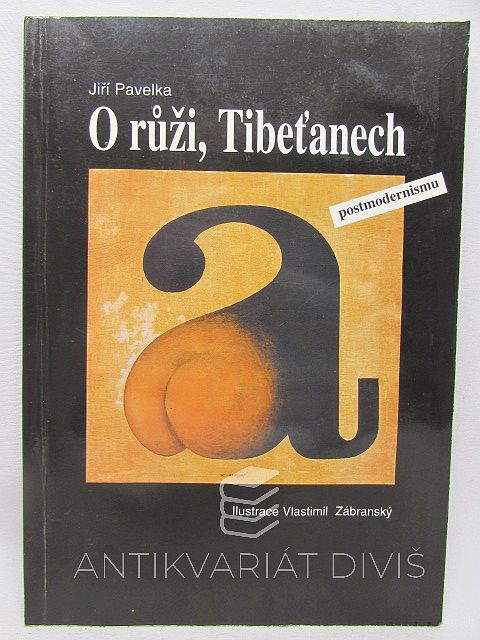 Jiří Pavelka
O růži, Tibeťanech
a
postmodernismu
Ilustrace Vlastimil Zábranský
ANTIKVARIÁT DIVIŠ